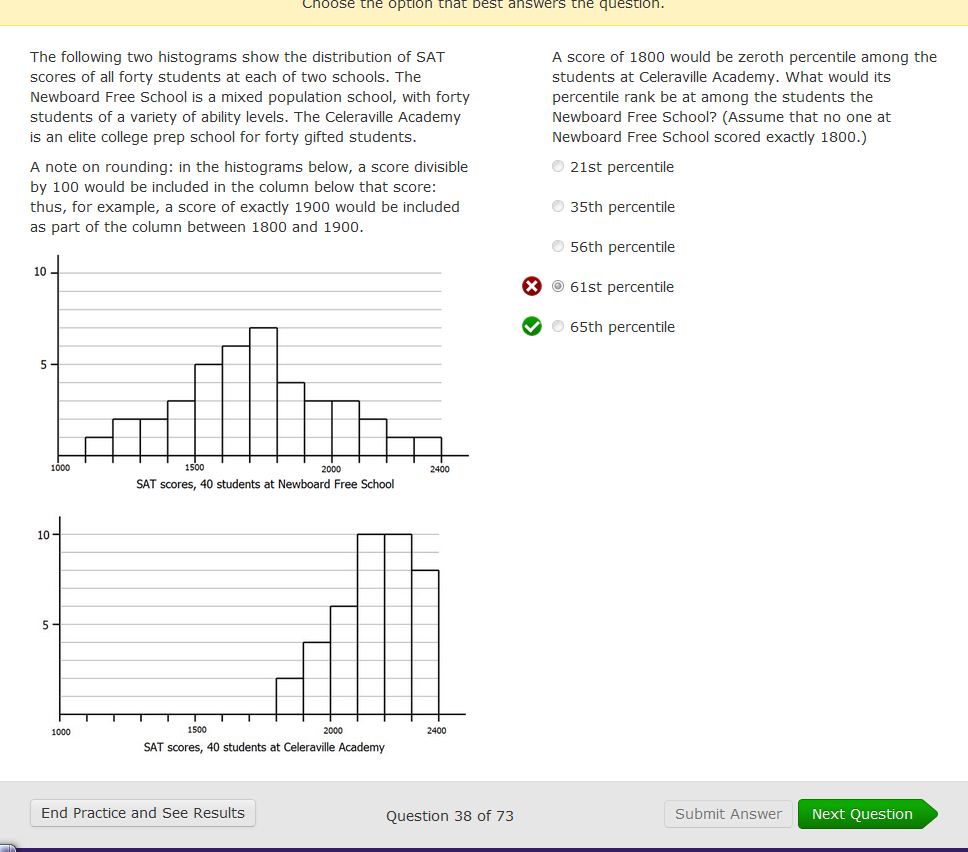 Choose the option that best answers the question.
The following two histograms show the distribution of SAT
scores of all forty students at each of two schools. The
Newboard Free School is a mixed population school, with forty
students of a variety of ability levels. The Celeraville Academy
is an elite college prep school for forty gifted students.
A note on rounding: in the histograms below, a score divisible
by 100 would be included in the column below that score:
thus, for example, a score of exactly 1900 would be included
as part of the column between 1800 and 1900.
10
5
1000 1500 2000 2400
SAT scores, 40 students at Newboard Free School
10
5
1000 1500 2000 2400
SAT scores, 40 students at Celeraville Academy
A score of 1800 would be zeroth percentile among the
students at Celeraville Academy. What would its
percentile rank be at among the students the
Newboard Free School? (Assume that no one at
Newboard Free School scored exactly 1800.)
21st percentile
35th percentile
56th percentile
61st percentile
65th percentile
End Practice and See Results
Question 38 of 73
Submit Answer
Next Question